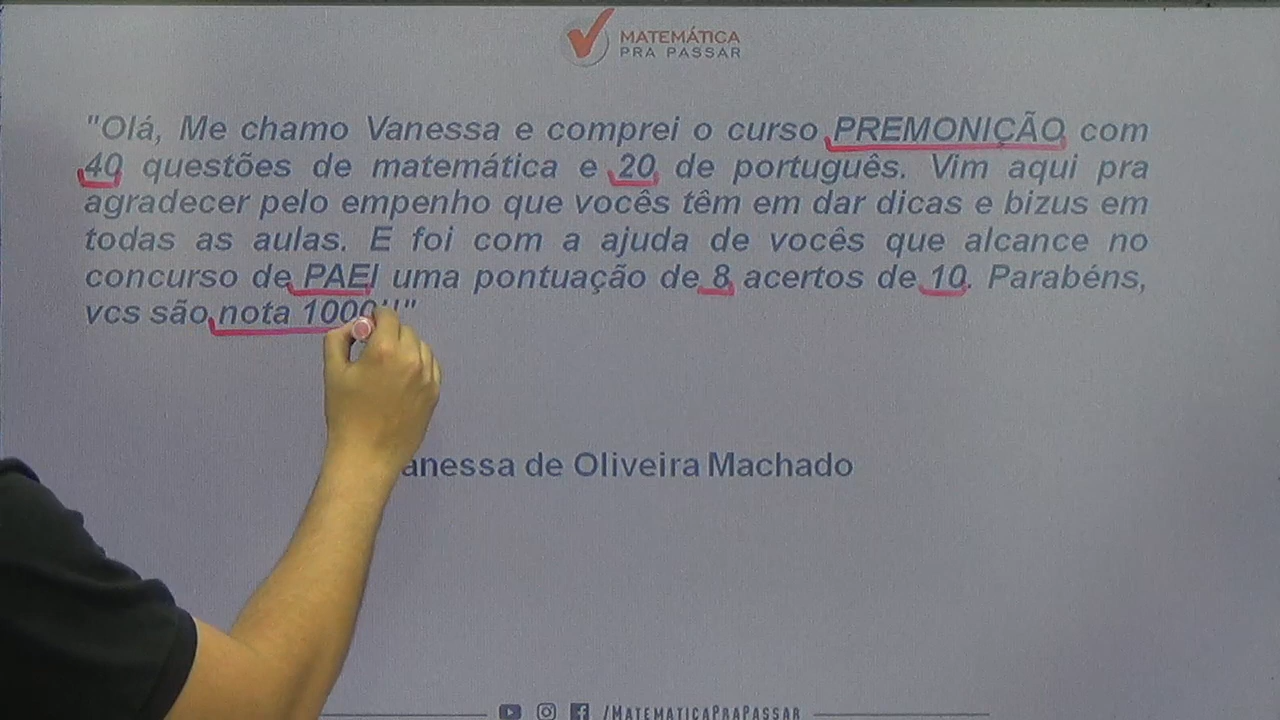 MATEMÁTICA
PRA PASSAR
"Olá, Me chamo Vanessa e comprei o curso PREMONIÇÃO com
40 questões de matemática e 20 de português. Vim aqui pra
agradecer pelo empenho que vocês têm em dar dicas e bizus em
todas as aulas. E foi com a ajuda de vocês que alcance no
concurso de PAEI uma pontuação de 8 acertos de 10. Parabéns,
vcs são nota 1000!!!"
anessa de Oliveira Machado
/MATEMATICAPRAPASSAR